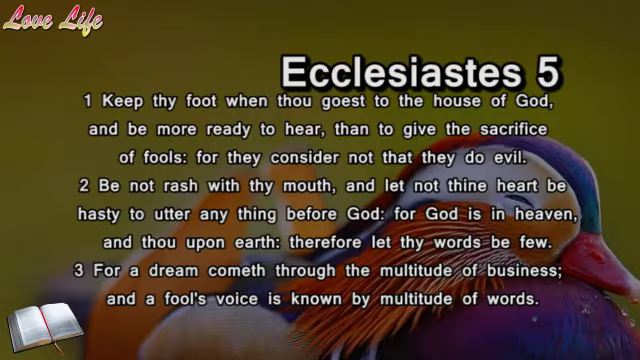 Love Life
Ecclesiastes 5
1 Keep thy foot when thou goest to the house of God,
and be more ready to hear, than to give the sacrifice
of fools: for they consider not that they do evil.
2 Be not rash with thy mouth, and let not thine heart be
hasty to utter any thing before God: for God is in heaven,
and thou upon earth: therefore let thy words be few.
3 For a dream cometh through the multitude of business;
and a fool's voice is known by multitude of words.